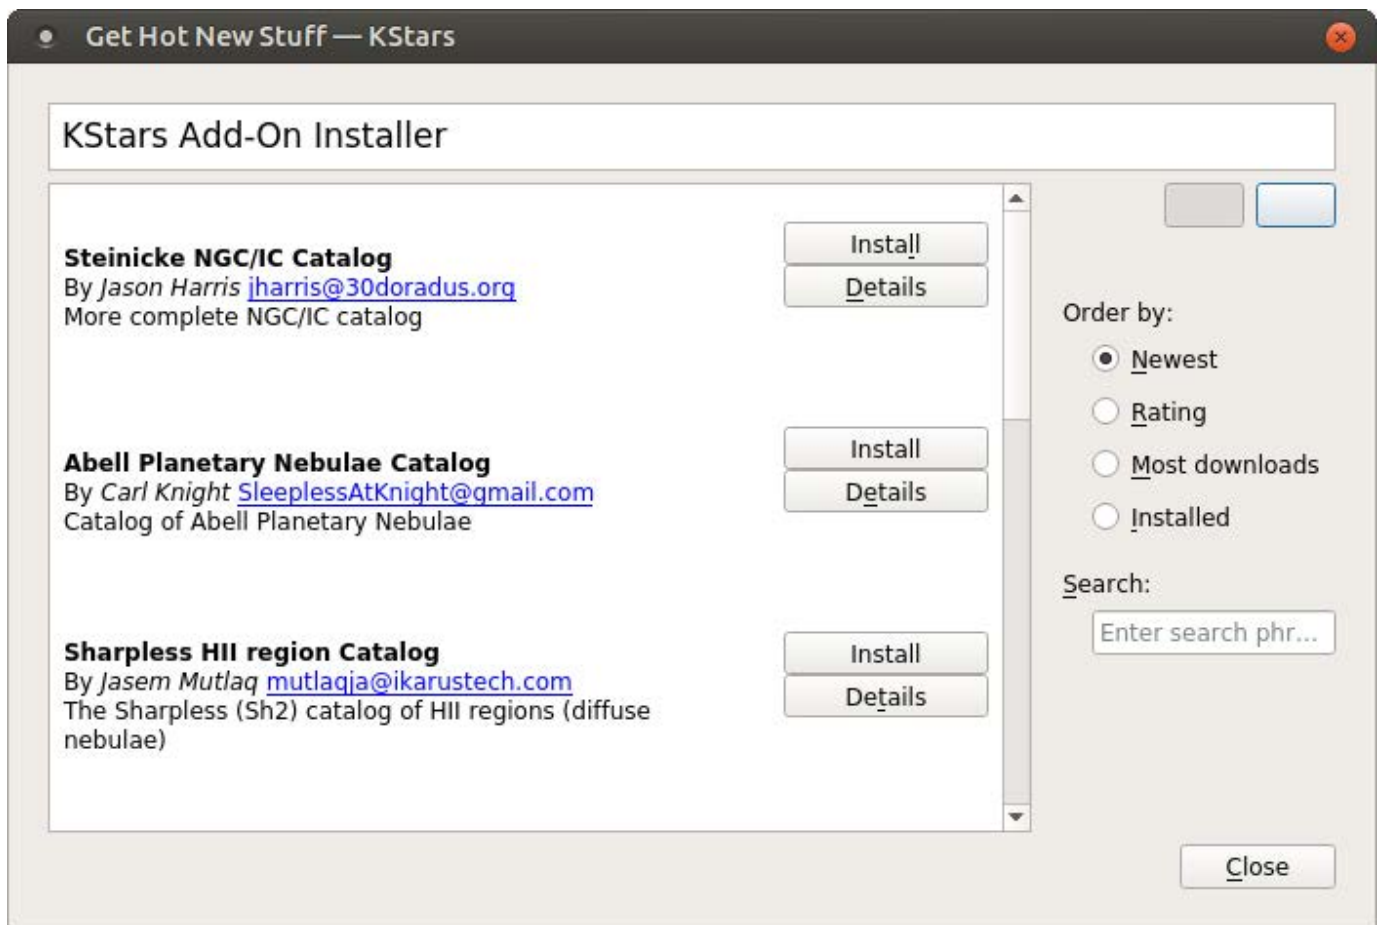 Get Hot New Stuff — KStars
KStars Add-On Installer
Steinicke NGC/IC Catalog
By Jason Harris jharris@30doradus.org
More complete NGC/IC catalog
Install
Details
Abell Planetary Nebulae Catalog
By Carl Knight SleeplessAtKnight@gmail.com
Catalog of Abell Planetary Nebulae
Install
Details
Sharpless HII region Catalog
By Jasem Mutlaq mutlaqja@ikarustech.com
The Sharpless (Sh2) catalog of HII regions (diffuse
nebulae)
Install
Details
Order by:
Newest
Rating
Most downloads
Installed
Search:
Enter search phr...
Close